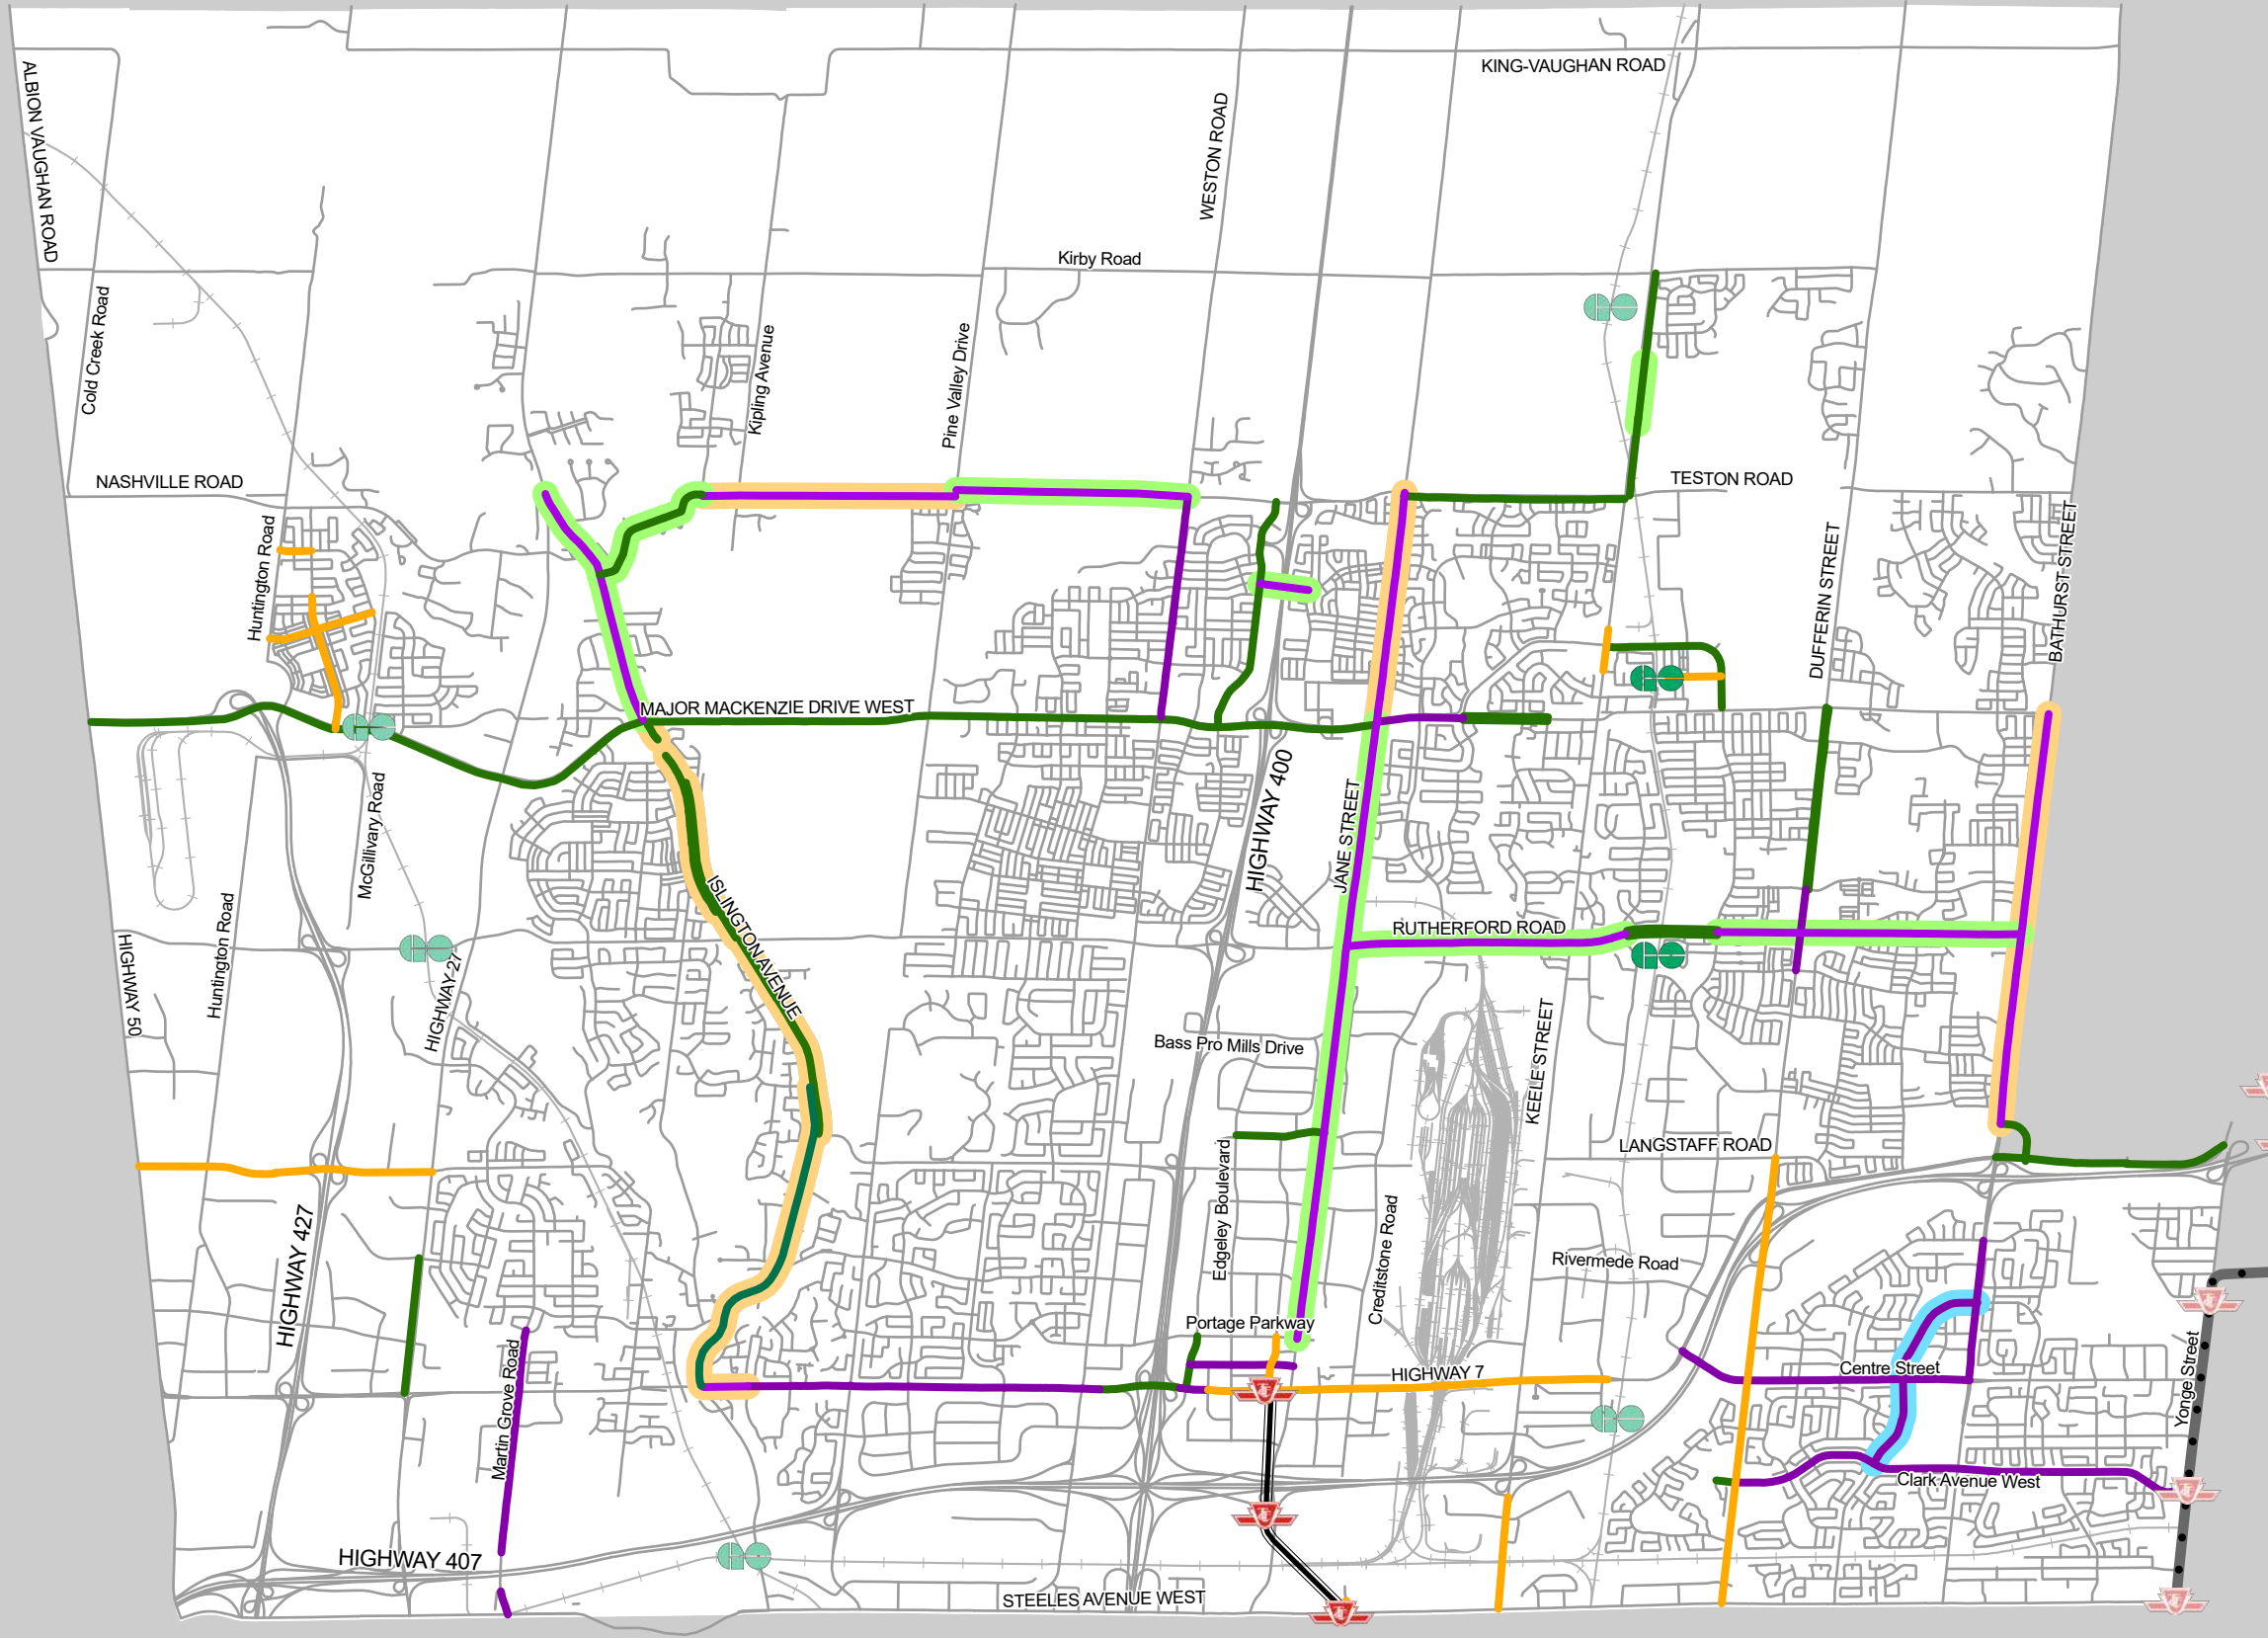 KING-VAUGHAN ROAD
ALBION VAUGHAN ROAD
WESTON ROAD
Kirby Road
Cold Creek Road
Kipling Avenue
Pine Valley Drive
NASHVILLE ROAD
TESTON ROAD
Huntington Road
BATHURST STREET
DUFFERIN STREET
MAJOR MACKENZIE DRIVE WEST
HIGHWAY 400
McGillivary Road
JANE STREET
ISLINGTON AVENUE
RUTHERFORD ROAD
Huntington Road
HIGHWAY 50
HIGHWAY 27
Bass Pro Mills Drive
KEELE STREET
LANGSTAFF ROAD
Edgeley Boulevard
Creditstone Road
HIGHWAY 427
Rivermede Road
Portage Parkway
HIGHWAY 7
Centre Street
Yonge Street
Martin Grove Road
Clark Avenue West
HIGHWAY 407
STEELES AVENUE WEST